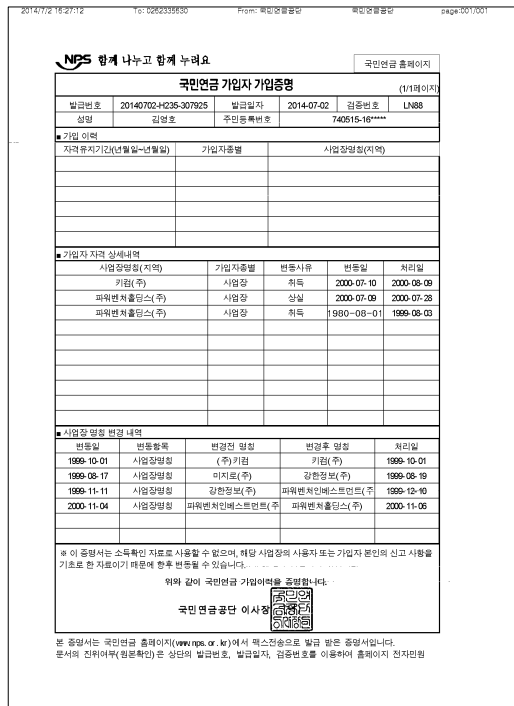 2014/7/2 15:27:12 To: 0262335630 From: 국민연금공단 국민연금공단 page:001/001
NPS 함께 나누고 함께 누려요
국민연금 홈페이지
국민연금 가입자 가입증명
(1/1페이지)
발급번호 20140702-H235-307925 발급일자 2014-07-02 검증번호 LN88
성명 김영호 주민등록번호 740515-16*****
■ 가입 이력
자격유지기간(년월일~년월일) 가입자종별 사업장명칭(지역)
■ 가입자 자격 상세내역
사업장명칭(지역) 가입자종별 변동사유 변동일 처리일
키컴(주) 사업장 취득 2000-07-10 2000-08-09
파워벤처홀딩스(주) 사업장 상실 2000-07-09 2000-07-28
파워벤처홀딩스(주) 사업장 취득 1980-08-01 1999-08-03
■ 사업장 명칭 변경 내역
변동일 변동항목 변경전 명칭 변경후 명칭 처리일
1999-10-01 사업장명칭 (주)키컴 키컴(주) 1999-10-01
1999-08-17 사업장명칭 미지로(주) 강한정보(주) 1999-08-19
1999-11-11 사업장명칭 강한정보(주) 파워벤처인베스트먼트(주 1999-12-10
2000-11-04 사업장명칭 파워벤처인베스트먼트(주 파워벤처홀딩스(주) 2000-11-06
※ 이 증명서는 소득확인 자료로 사용할 수 없으며, 해당 사업장의 사용자 또는 가입자 본인의 신고 사항을
기초로 한 자료이기 때문에 향후 변동될 수 있습니다.
위와 같이 국민연금 가입이력을 증명합니다.
국민연금공단 이사장
본 증명서는 국민연금 홈페이지(www.nps.or.kr)에서 팩스전송으로 발급 받은 증명서입니다.
문서의 진위여부(원본확인)은 상단의 발급번호, 발급일자, 검증번호를 이용하여 홈페이지 전자민원